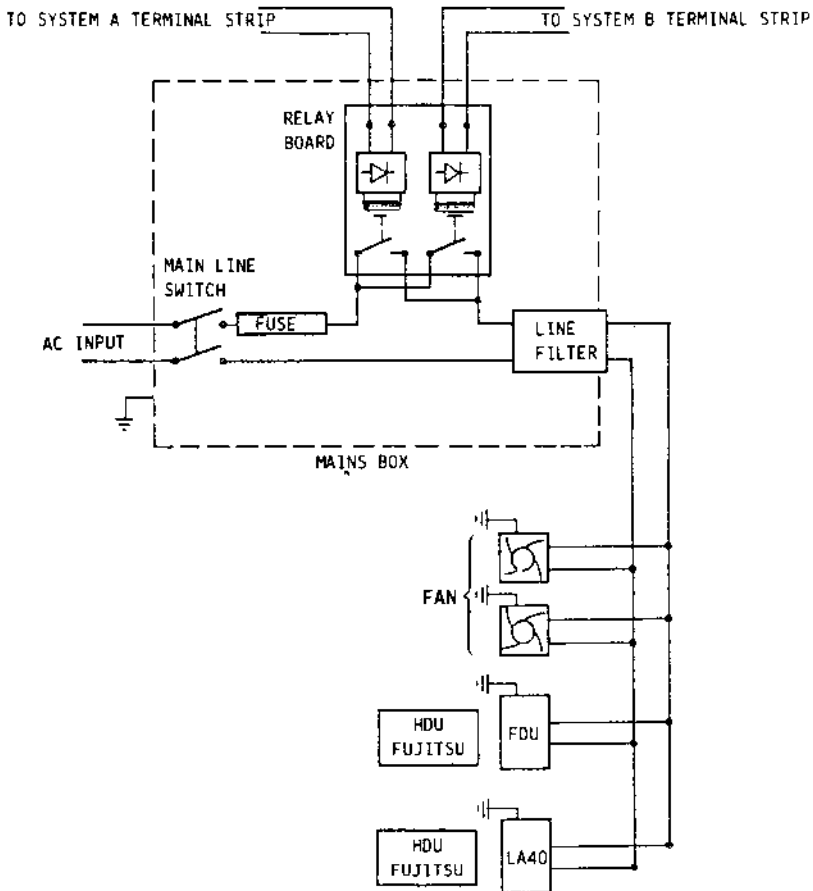 TO SYSTEM A TERMINAL STRIP
TO SYSTEM B TERMINAL STRIP
RELAY
BOARD
MAIN LINE
SWITCH
FUSE
AC INPUT
LINE
FILTER
MAINS BOX
FAN
HDU
FUJITSU
FDU
HDU
FUJITSU
LA40